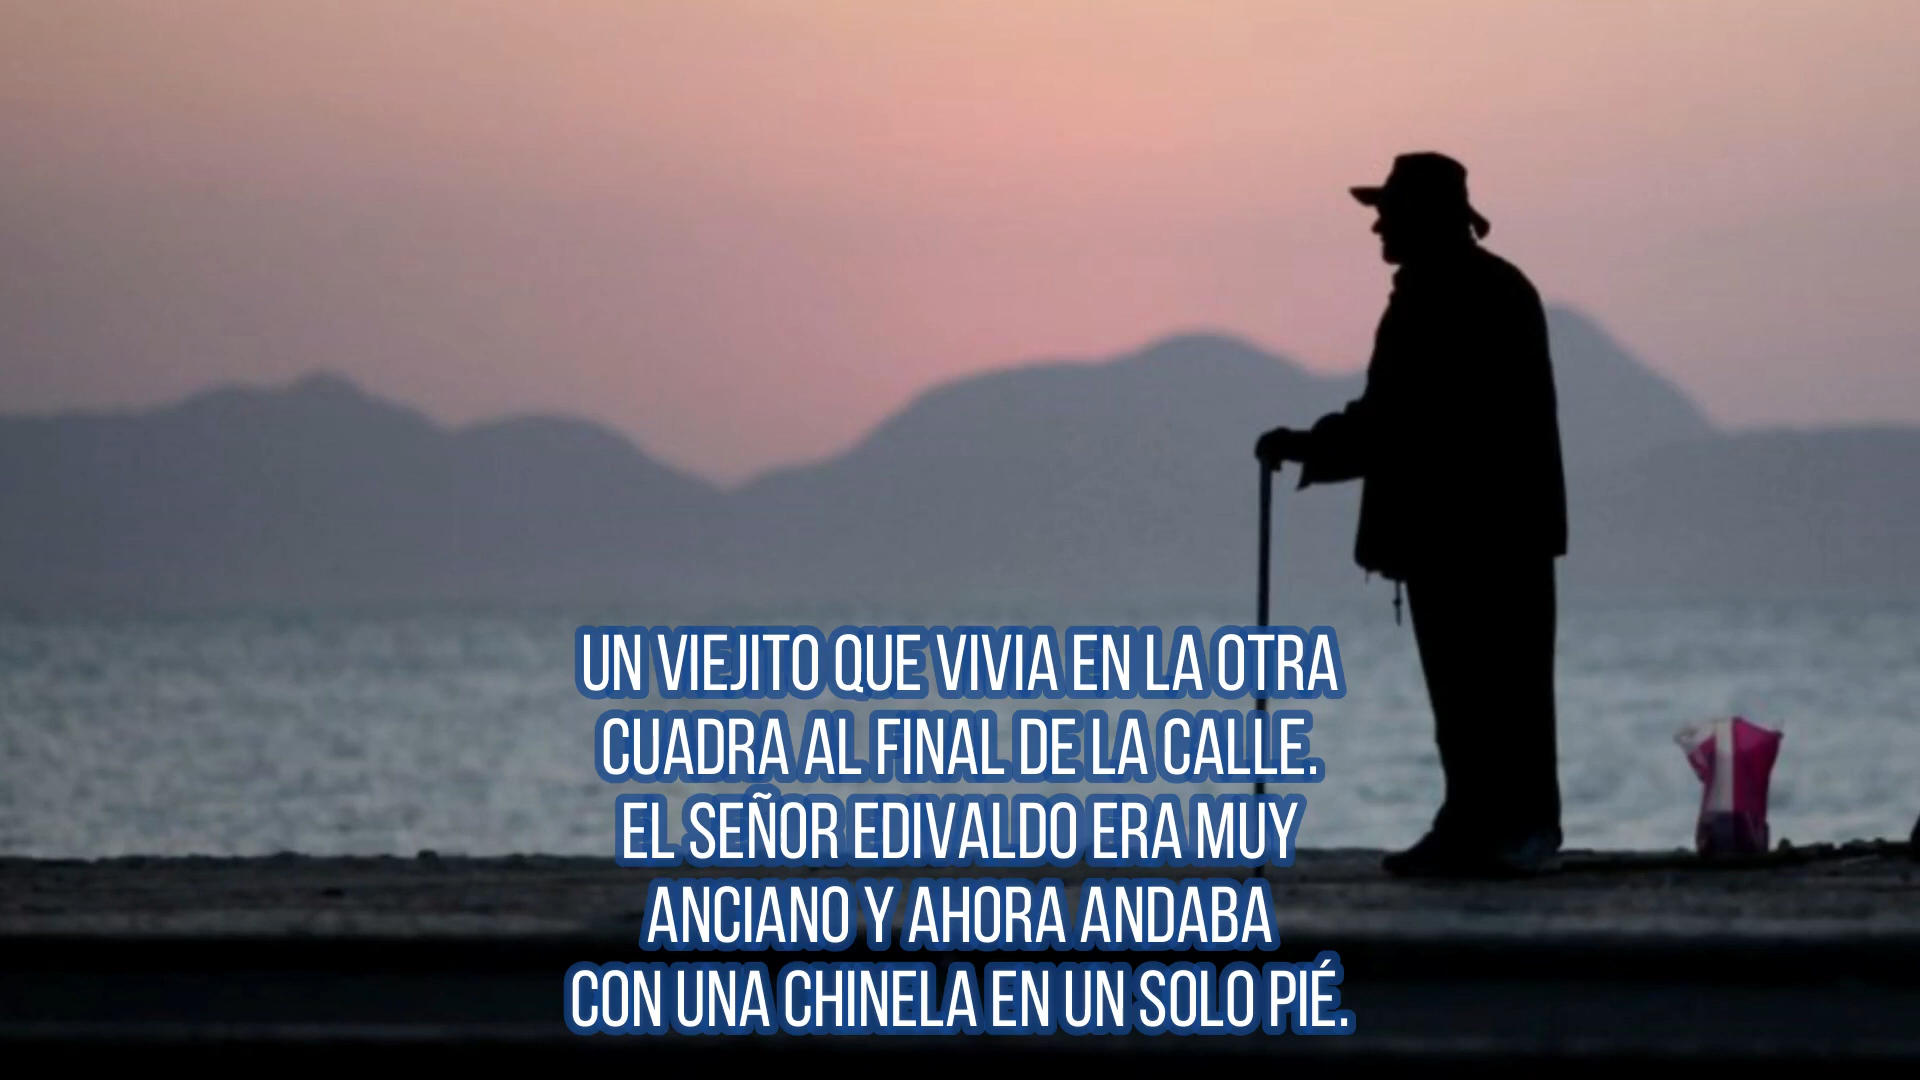 UN VIEJITO QUE VIVIA EN LA OTRA
CUADRA AL FINAL DE LA CALLE.
EL SEÑOR EDIVALDO ERA MUY
ANCIANO Y AHORA ANDABA
CON UNA CHINELA EN UN SOLO PIÉ.